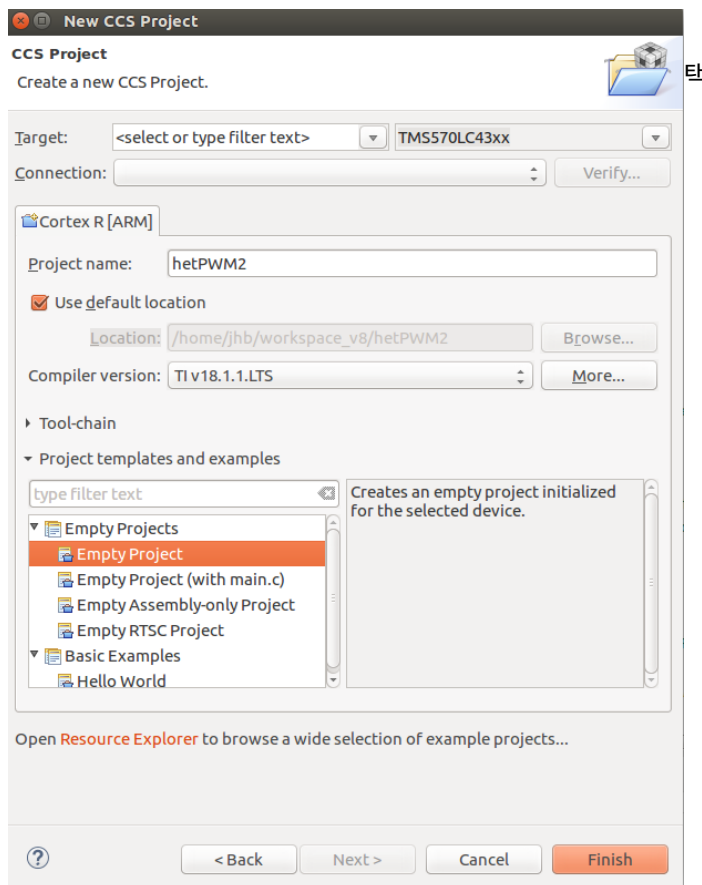 New CCS Project
CCS Project
Create a new CCS Project.
Target: <select or type filter text> TMS570LC43xx
Connection: Verify...
Cortex R [ARM]
Project name: hetPWM2
Use default location
Location: /home/jhb/workspace_v8/hetPWM2 Browse...
Compiler version: TI v18.1.1.LTS More...
Tool-chain
Project templates and examples
type filter text
Creates an empty project initialized
for the selected device.
Empty Projects
Empty Project
Empty Project (with main.c)
Empty Assembly-only Project
Empty RTSC Project
Basic Examples
Hello World
Open Resource Explorer to browse a wide selection of example projects...
? < Back Next > Cancel Finish